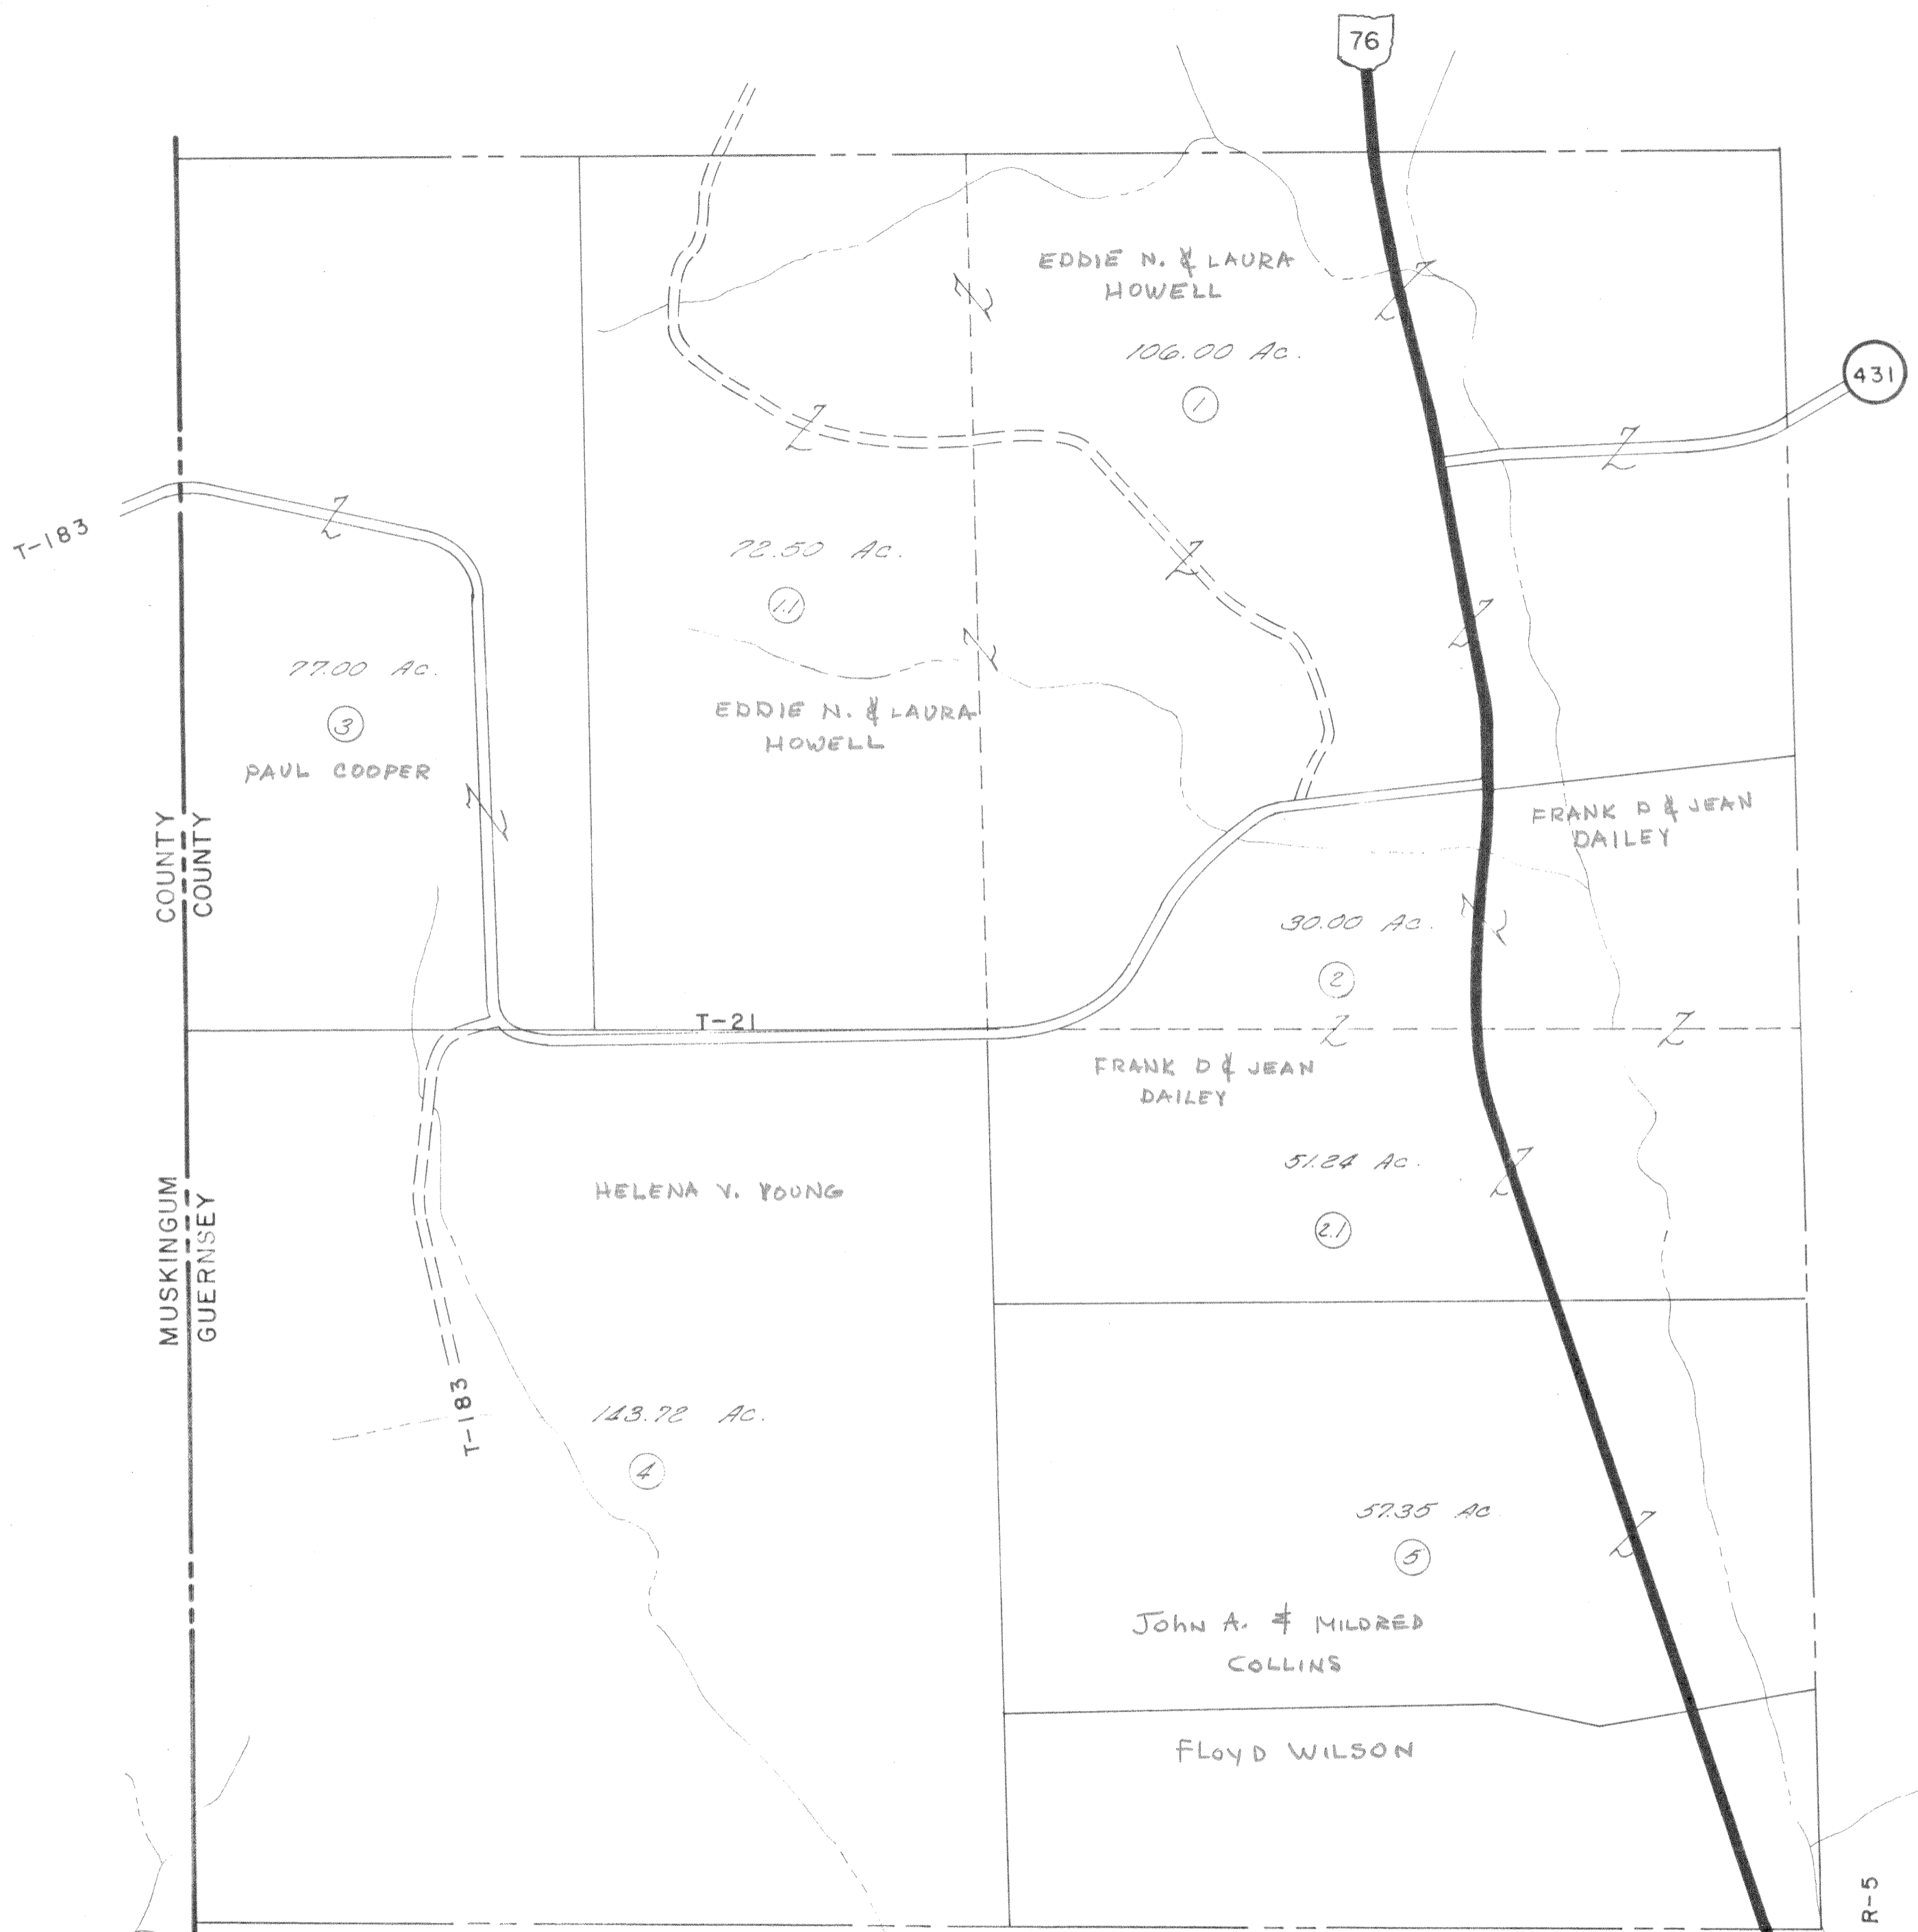 76
EDDIE N. & LAURA
HOWELL
106.00 Ac.
1
431
T-183
72.50 Ac.
1.1
EDDIE N. & LAURA
HOWELL
77.00 Ac.
3
PAUL COOPER
FRANK D & JEAN
DAILEY
COUNTY
COUNTY
30.00 Ac.
2
T-21
FRANK D & JEAN
DAILEY
51.24 Ac.
2.1
HELENA V. YOUNG
MUSKINGUM
GUERNSEY
T-183
143.72 Ac.
4
57.35 Ac
5
John A. & MILDRED
COLLINS
FLOYD WILSON
R-5